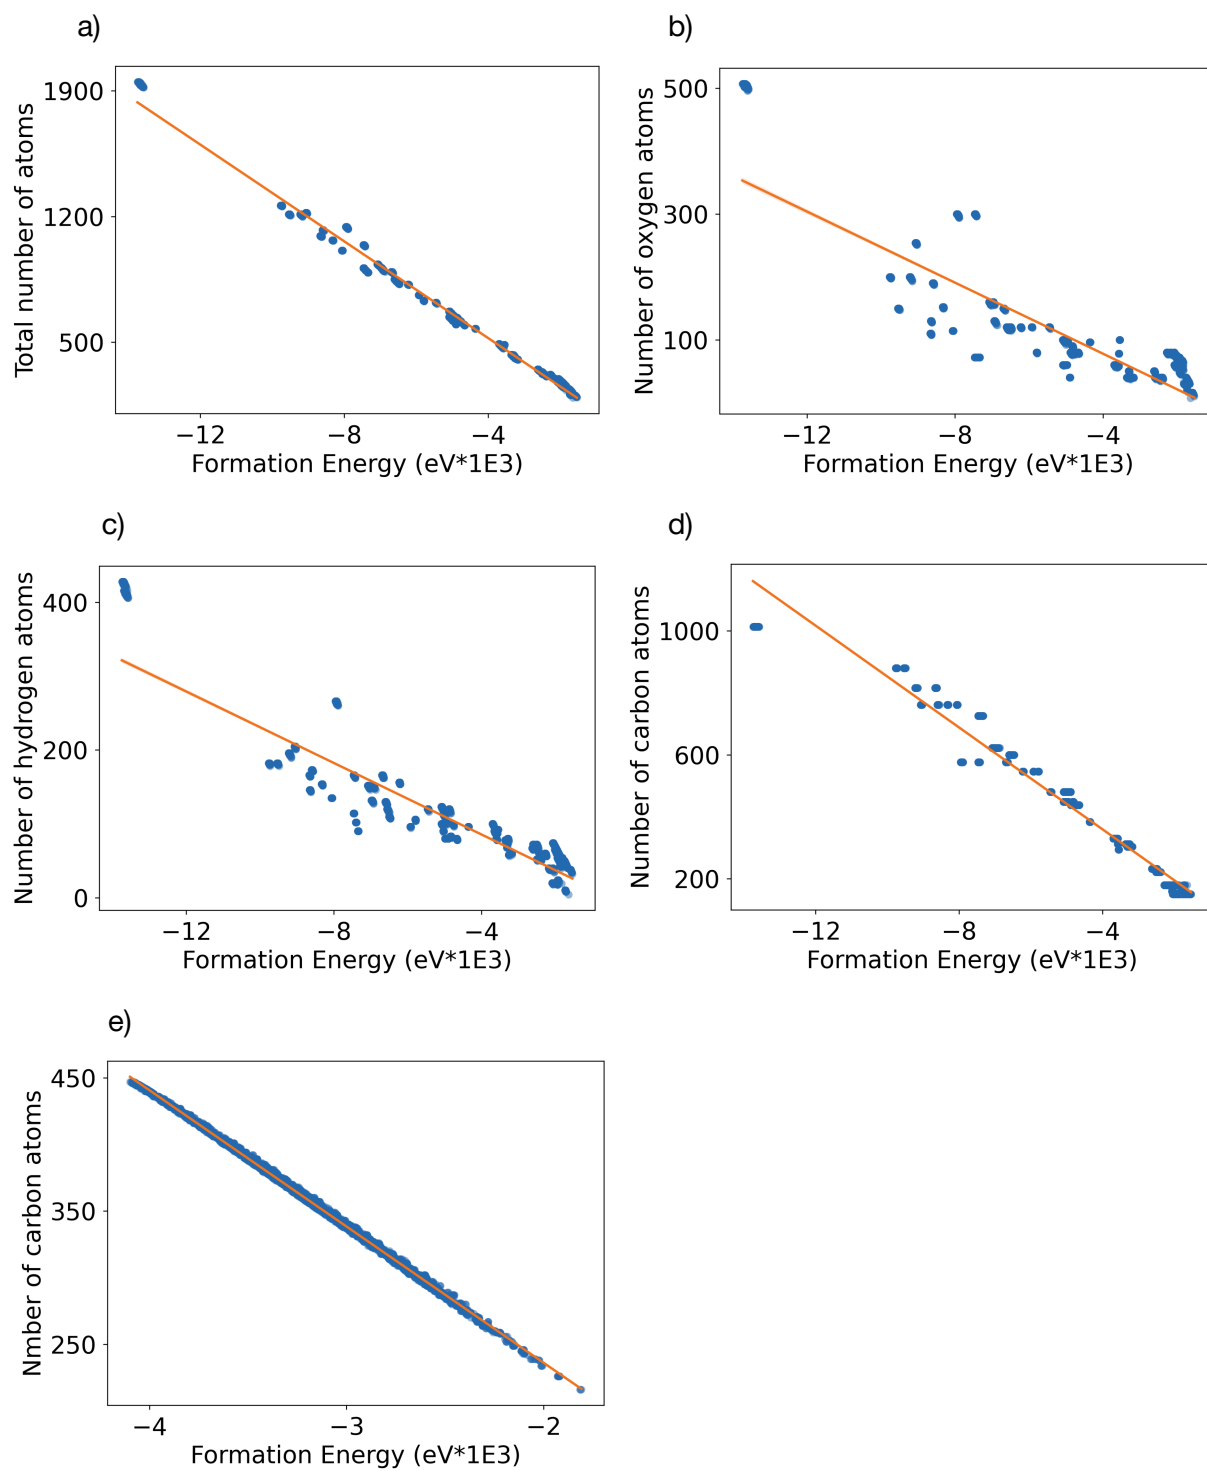 a)
b)
1900
1200
500
Total number of atoms
−12 −8 −4
Formation Energy (eV*1E3)
500
300
100
Number of oxygen atoms
−12 −8 −4
Formation Energy (eV*1E3)
c)
d)
400
200
0
Number of hydrogen atoms
−12 −8 −4
Formation Energy (eV*1E3)
1000
600
200
Number of carbon atoms
−12 −8 −4
Formation Energy (eV*1E3)
e)
450
350
250
Nmber of carbon atoms
−4 −3 −2
Formation Energy (eV*1E3)